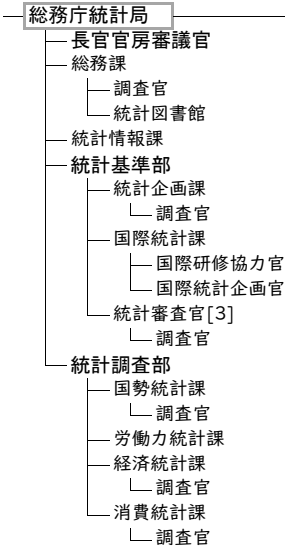 総務庁統計局
長官官房審議官
総務課
調査官
統計図書館
統計情報課
統計基準部
統計企画課
調査官
国際統計課
国際研修協力官
国際統計企画官
統計審査官[3]
調査官
統計調査部
国勢統計課
調査官
労働力統計課
経済統計課
調査官
消費統計課
調査官